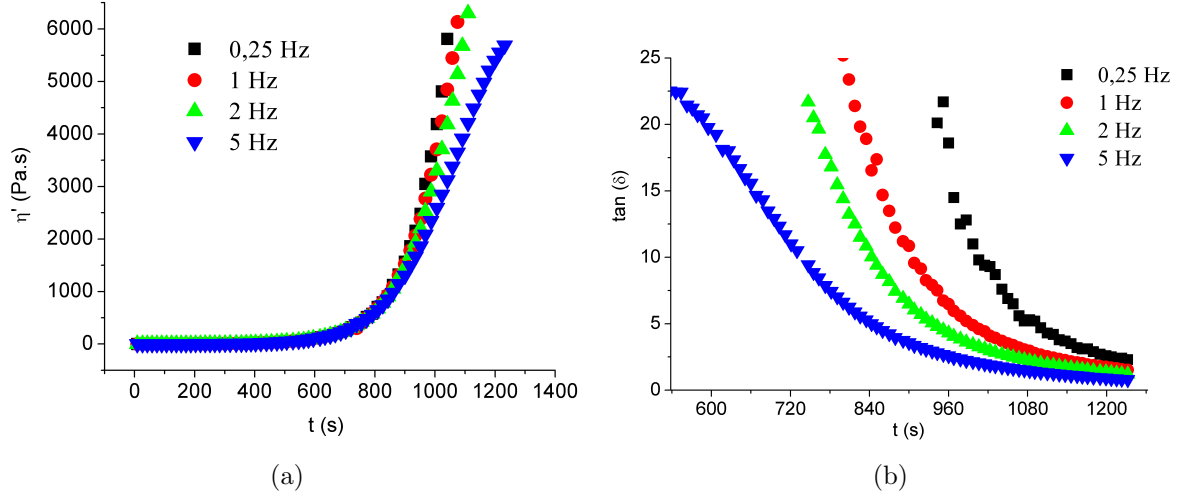 6000
5000
4000
3000
2000
1000
0
η' (Pa.s)
0,25 Hz
1 Hz
2 Hz
5 Hz
0 200 400 600 800 1000 1200 1400
t (s)
(a)
25
20
15
10
5
0
tan (δ)
0,25 Hz
1 Hz
2 Hz
5 Hz
600 720 840 960 1080 1200
t (s)
(b)